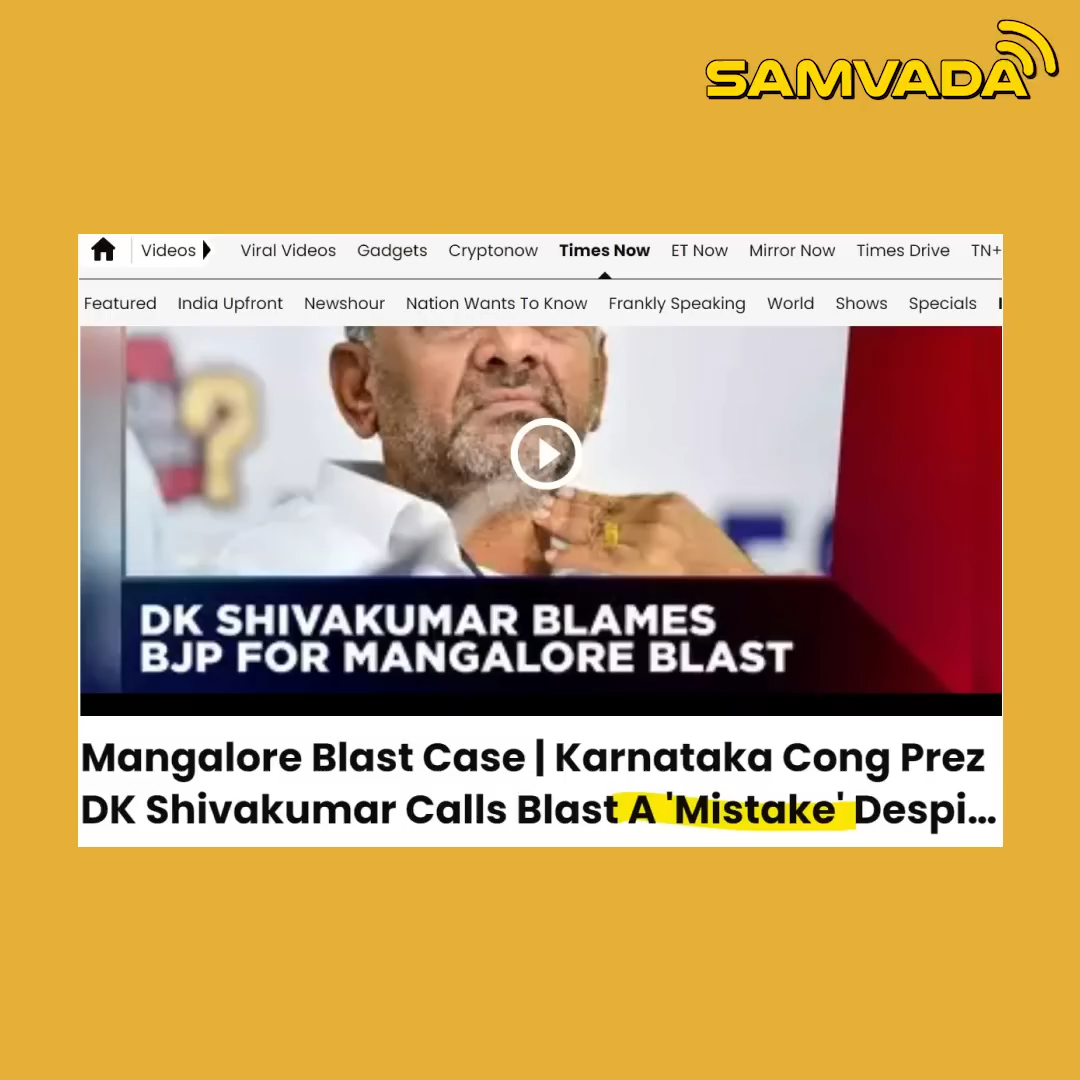 SAMVADA
Videos Viral Videos Gadgets Cryptonow Times Now ET Now Mirror Now Times Drive TN+
Featured India Upfront Newshour Nation Wants To Know Frankly Speaking World Shows Specials
?
DK SHIVAKUMAR BLAMES
BJP FOR MANGALORE BLAST
Mangalore Blast Case | Karnataka Cong Prez
DK Shivakumar Calls Blast A 'Mistake' Despi...